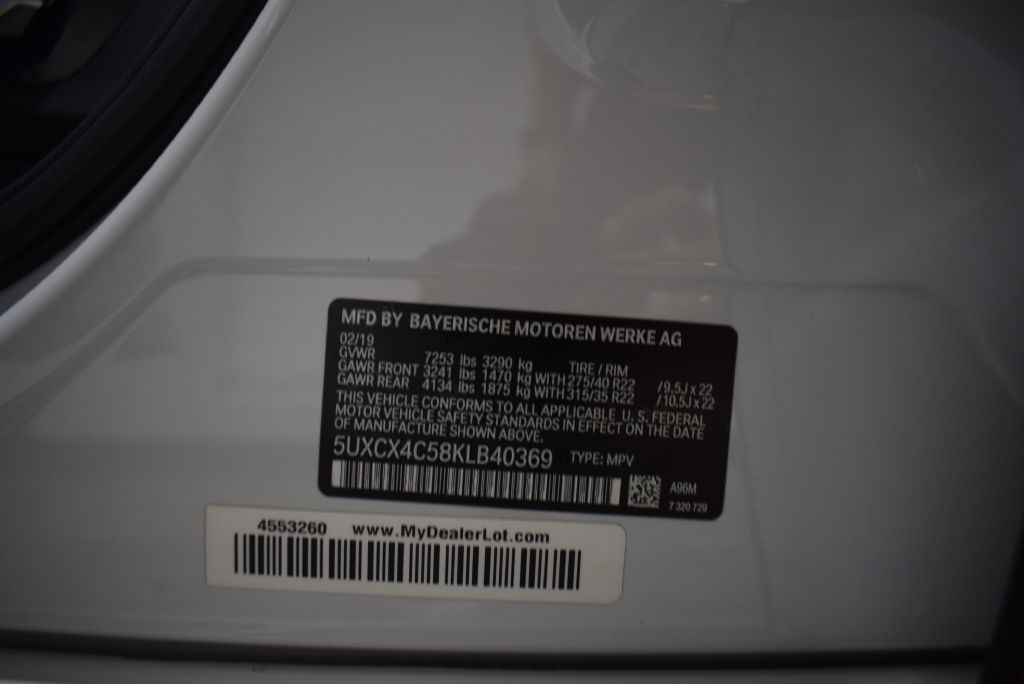 MFD BY BAYERISCHE MOTOREN WERKE AG
02/19
GVWR 7253 lbs 3290 kg TIRE / RIM
GAWR FRONT 3241 lbs 1470 kg WITH 275/40 R22 / 9.5J x 22
GAWR REAR 4134 lbs 1875 kg WITH 315/35 R22 / 10.5J x 22
THIS VEHICLE CONFORMS TO ALL APPLICABLE U. S. FEDERAL
MOTOR VEHICLE SAFETY STANDARDS IN EFFECT ON THE DATE
OF MANUFACTURE SHOWN ABOVE.
5UXCX4C58KLB40369 TYPE: MPV
A96M
7 320 729
4553260 www.MyDealerLot.com